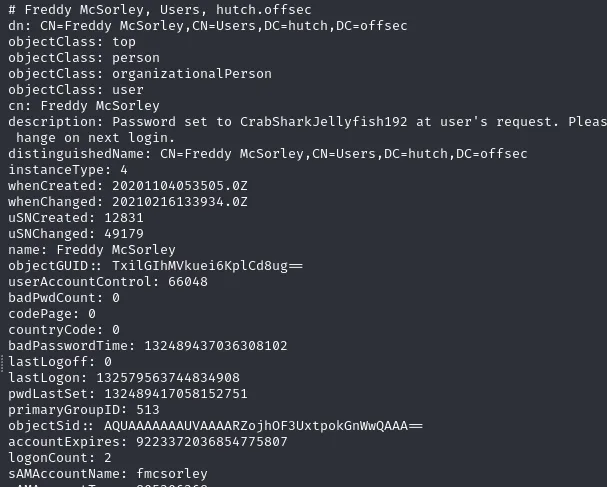 # Freddy McSorley, Users, hutch.offsec
dn: CN=Freddy McSorley,CN=Users,DC=hutch,DC=offsec
objectClass: top
objectClass: person
objectClass: organizationalPerson
objectClass: user
cn: Freddy McSorley
description: Password set to CrabSharkJellyfish192 at user's request. Pleas
 hange on next login.
distinguishedName: CN=Freddy McSorley,CN=Users,DC=hutch,DC=offsec
instanceType: 4
whenCreated: 20201104053505.0Z
whenChanged: 20210216133934.0Z
uSNCreated: 12831
uSNChanged: 49179
name: Freddy McSorley
objectGUID:: TxilGIhMVkuei6KplCd8ug==
userAccountControl: 66048
badPwdCount: 0
codePage: 0
countryCode: 0
badPasswordTime: 132489437036308102
lastLogoff: 0
lastLogon: 132579563744834908
pwdLastSet: 132489417058152751
primaryGroupID: 513
objectSid:: AQUAAAAAAAUVAAAARZojhOF3UxtpokGnWwQAAA==
accountExpires: 9223372036854775807
logonCount: 2
sAMAccountName: fmcsorley